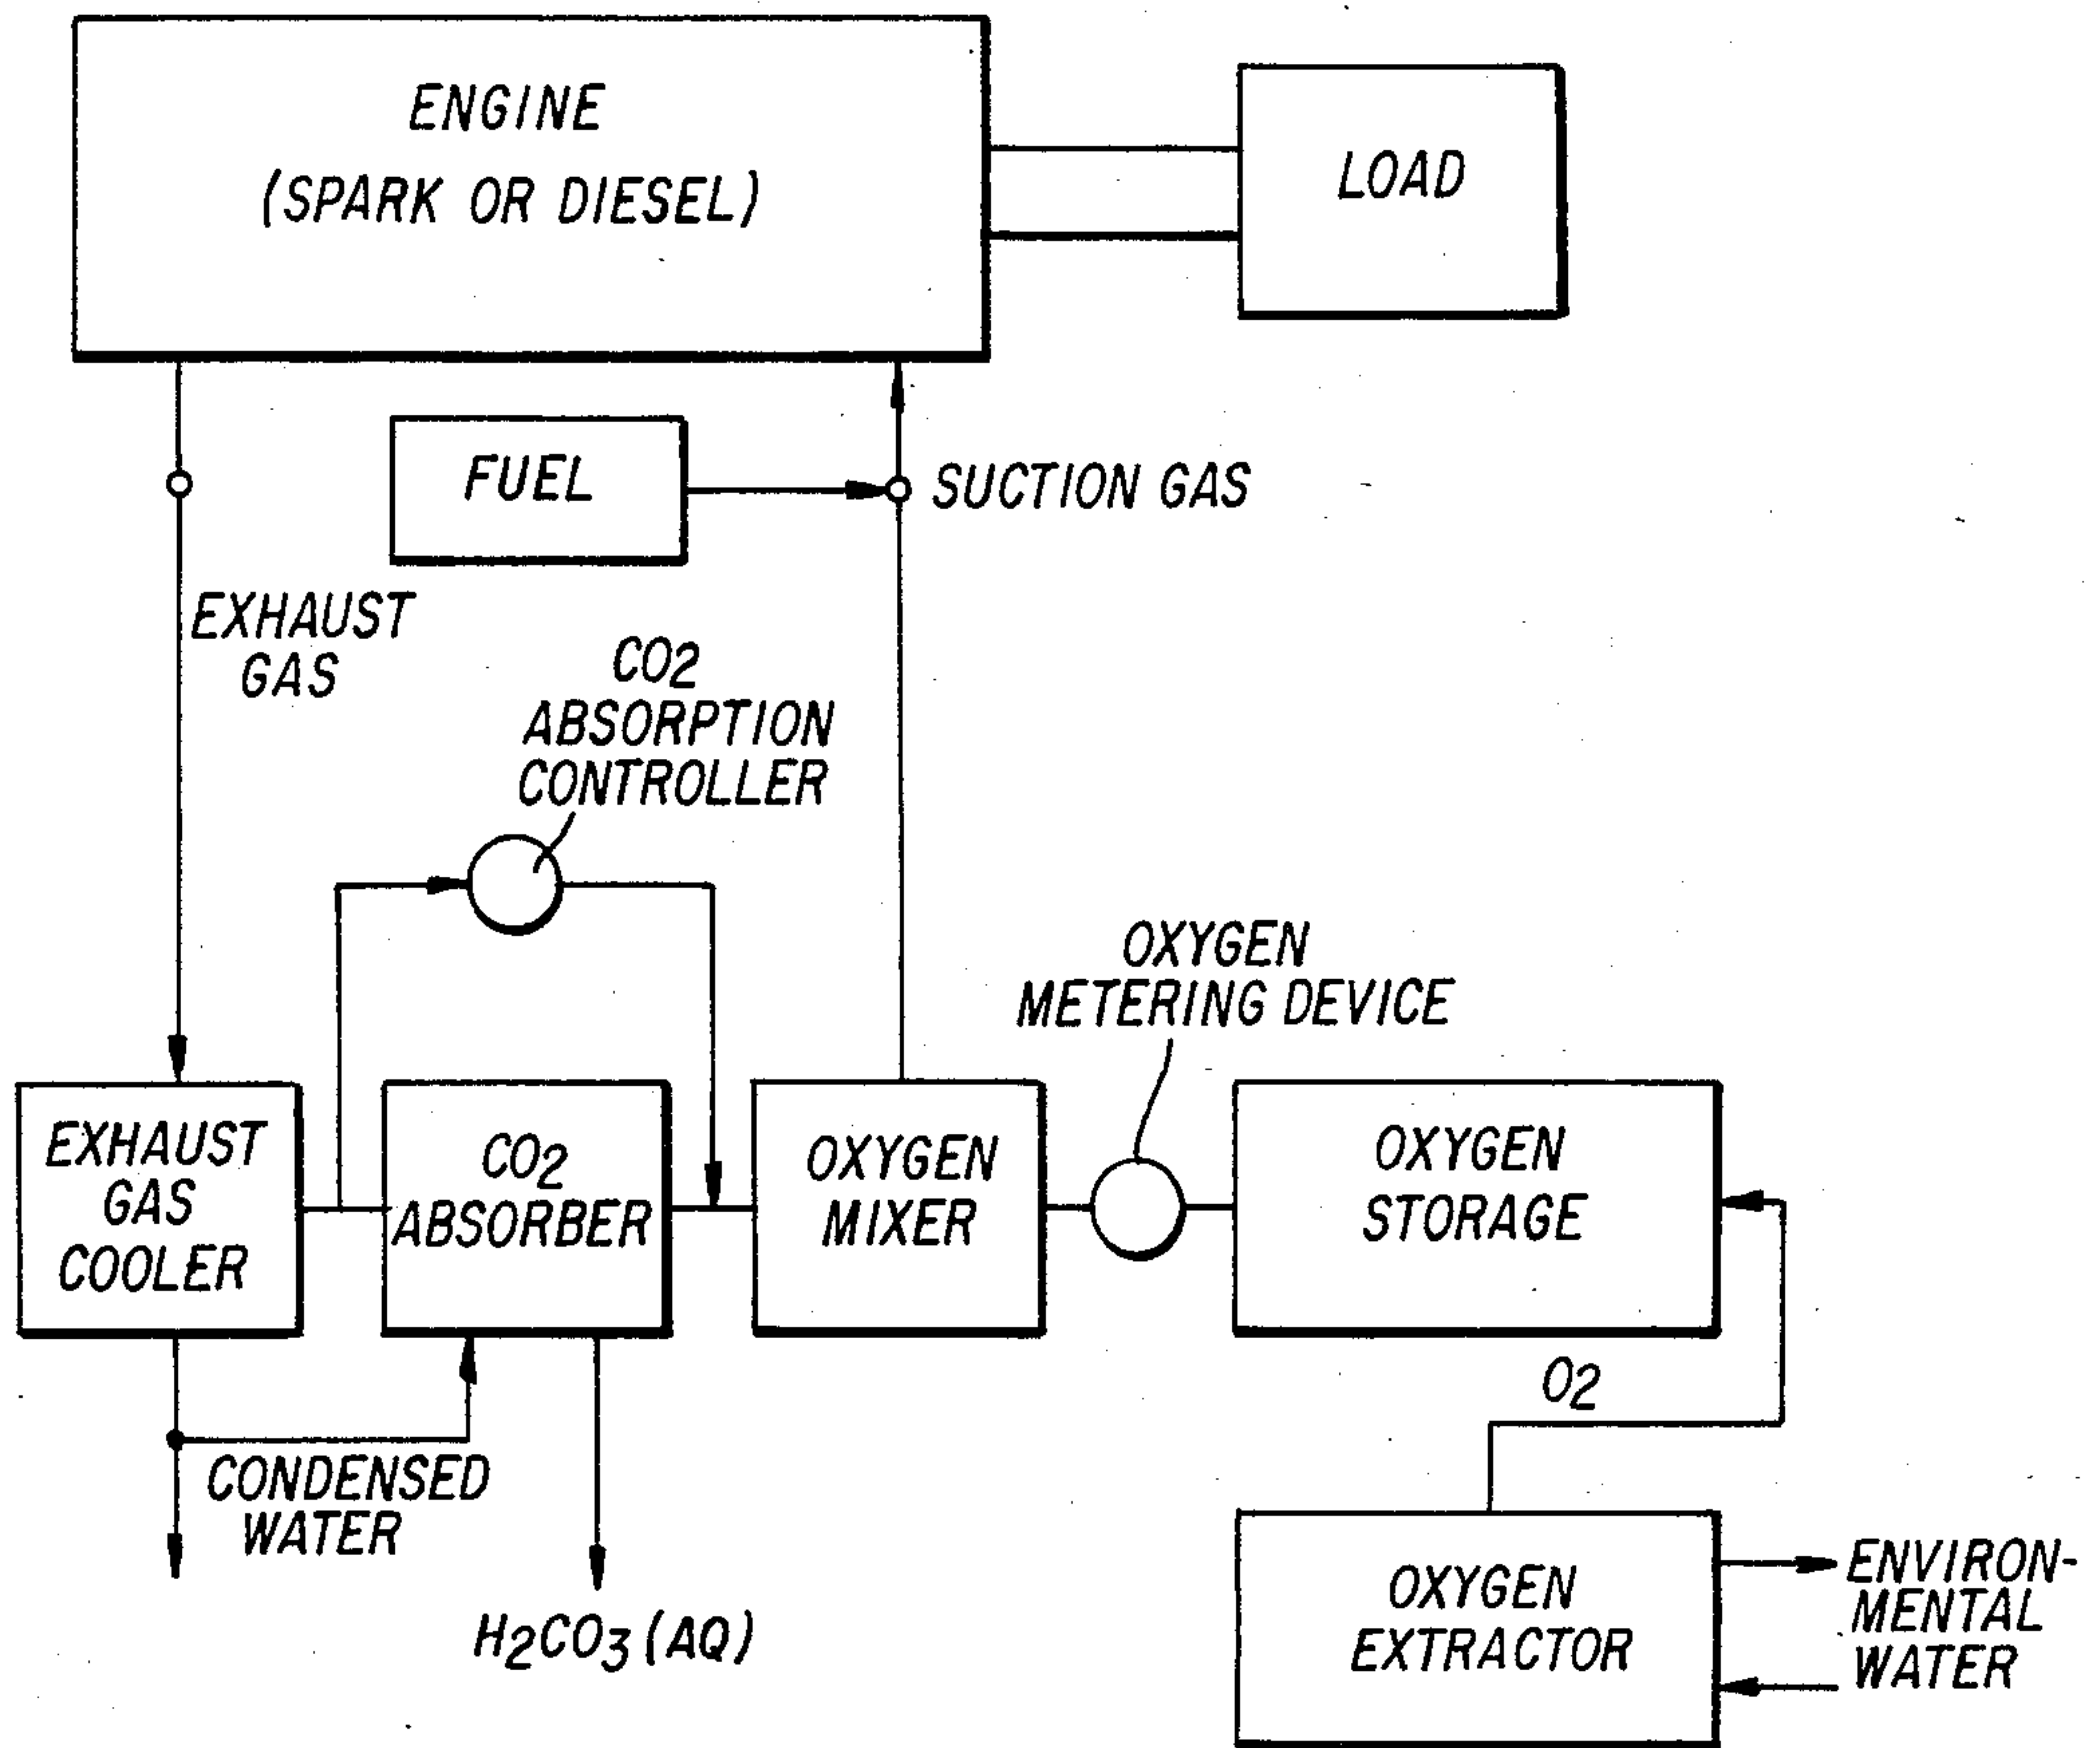 ENGINE
(SPARK OR DIESEL)
LOAD
FUEL
SUCTION GAS
EXHAUST
GAS
CO2
ABSORPTION
CONTROLLER
OXYGEN
METERING DEVICE
EXHAUST
GAS
COOLER
CO2
ABSORBER
OXYGEN
MIXER
OXYGEN
STORAGE
O2
CONDENSED
WATER
H2CO3 (AQ)
OXYGEN
EXTRACTOR
ENVIRON-
MENTAL
WATER